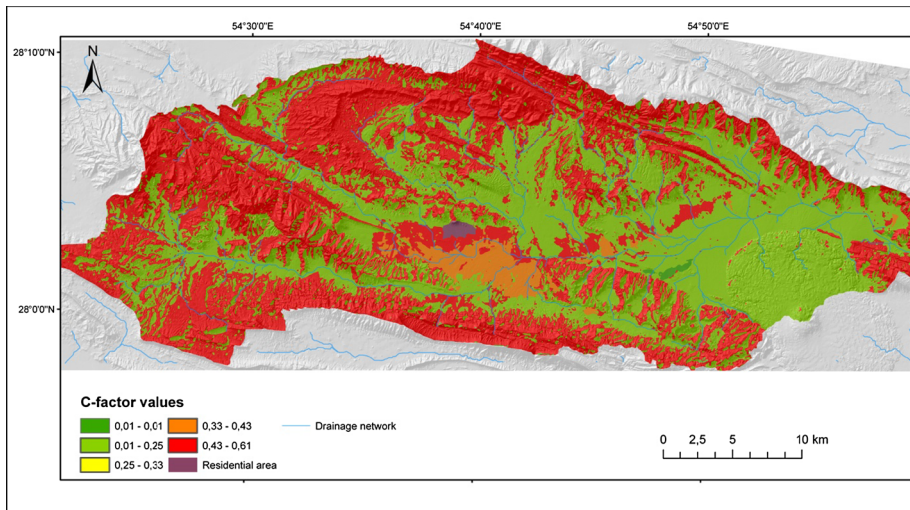 54°30'0"E 54°40'0"E 54°50'0"E
28°10'0"N
N
28°0'0"N
C-factor values
0,01 - 0,01 0,33 - 0,43 Drainage network
0,01 - 0,25 0,43 - 0,61
0,25 - 0,33 Residential area
0 2,5 5 10 km